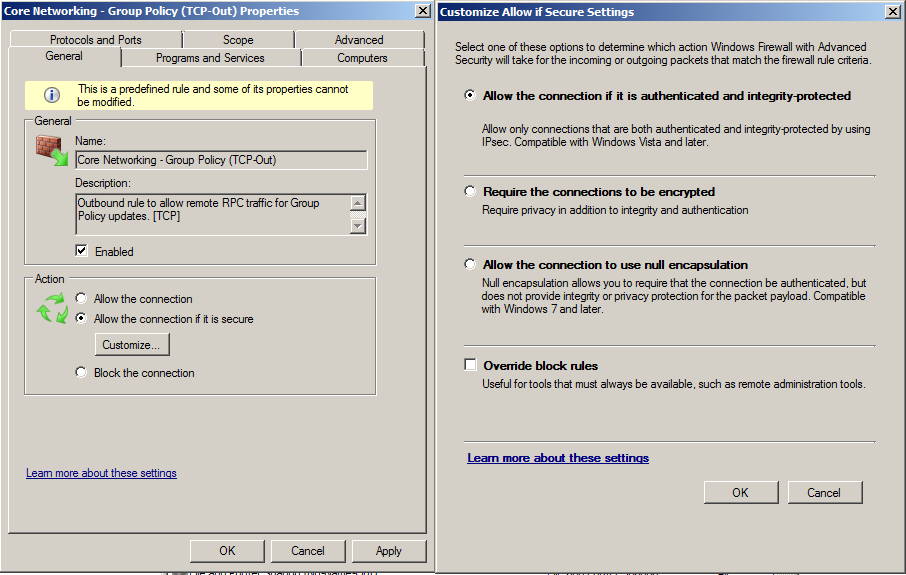 Core Networking - Group Policy (TCP-Out) Properties
Protocols and Ports
Scope
Advanced
General
Programs and Services
Computers
This is a predefined rule and some of its properties cannot
be modified.
General
Name:
Core Networking - Group Policy (TCP-Out)
Description:
Outbound rule to allow remote RPC traffic for Group
Policy updates. [TCP]
Enabled
Action
Allow the connection
Allow the connection if it is secure
Customize...
Block the connection
Learn more about these settings
OK
Cancel
Apply
Customize Allow if Secure Settings
Select one of these options to determine which action Windows Firewall with Advanced
Security will take for the incoming or outgoing packets that match the firewall rule criteria.
Allow the connection if it is authenticated and integrity-protected
Allow only connections that are both authenticated and integrity-protected by using
IPsec. Compatible with Windows Vista and later.
Require the connections to be encrypted
Require privacy in addition to integrity and authentication
Allow the connection to use null encapsulation
Null encapsulation allows you to require that the connection be authenticated, but
does not provide integrity or privacy protection for the packet payload. Compatible
with Windows 7 and later.
Override block rules
Useful for tools that must always be available, such as remote administration tools.
Learn more about these settings
OK
Cancel